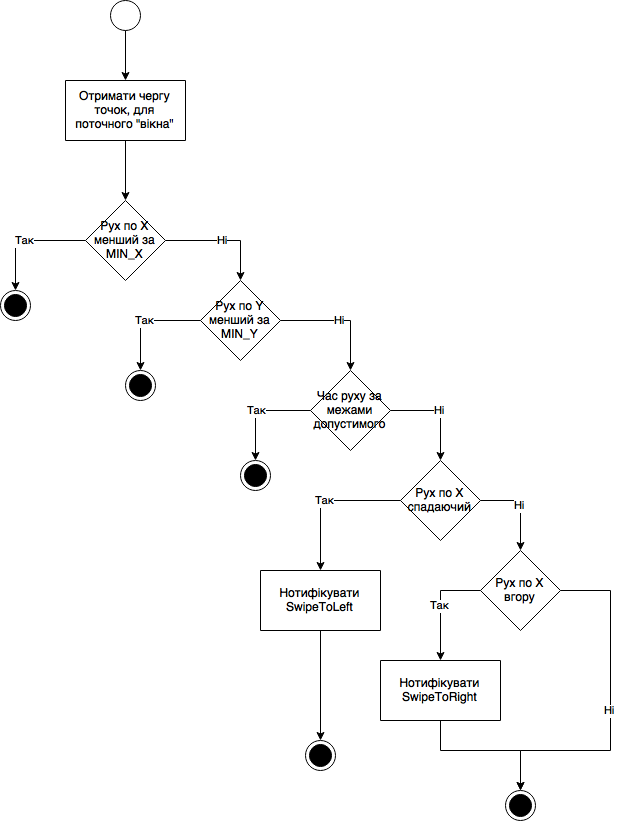 Отримати чергу
точок, для
поточного "вікна"
Рух по X
менший за
MIN_X
Так
Ні
Рух по Y
менший за
MIN_Y
Так
Ні
Час руху за
межами
допустимого
Так
Ні
Рух по X
спадаючий
Так
Ні
Рух по X
вгору
Нотифікувати
SwipeToLeft
Так
Нотифікувати
SwipeToRight
Ні